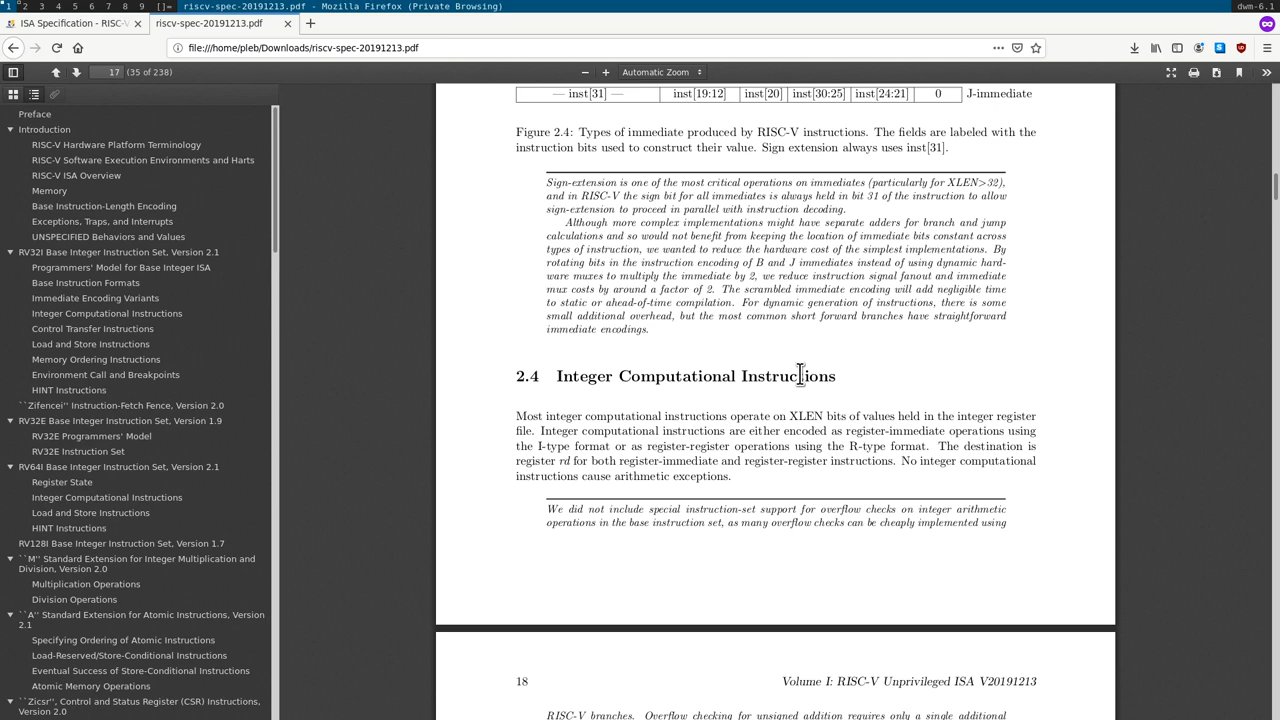 1 2 3 4 5 6 7 8 9 []= riscv-spec-20191213.pdf - Mozilla Firefox (Private Browsing) dwm-6.1
ISA Specification - RISC-V
riscv-spec-20191213.pdf
file:///home/pleb/Downloads/riscv-spec-20191213.pdf
17 (35 of 238) Automatic Zoom
Preface
Introduction
RISC-V Hardware Platform Terminology
RISC-V Software Execution Environments and Harts
RISC-V ISA Overview
Memory
Base Instruction-Length Encoding
Exceptions, Traps, and Interrupts
UNSPECIFIED Behaviors and Values
RV32I Base Integer Instruction Set, Version 2.1
Programmers' Model for Base Integer ISA
Base Instruction Formats
Immediate Encoding Variants
Integer Computational Instructions
Control Transfer Instructions
Load and Store Instructions
Memory Ordering Instructions
Environment Call and Breakpoints
HINT Instructions
``Zifencei'' Instruction-Fetch Fence, Version 2.0
RV32E Base Integer Instruction Set, Version 1.9
RV32E Programmers' Model
RV32E Instruction Set
RV64I Base Integer Instruction Set, Version 2.1
Register State
Integer Computational Instructions
Load and Store Instructions
HINT Instructions
RV128I Base Integer Instruction Set, Version 1.7
``M'' Standard Extension for Integer Multiplication and
Division, Version 2.0
Multiplication Operations
Division Operations
``A'' Standard Extension for Atomic Instructions, Version
2.1
Specifying Ordering of Atomic Instructions
Load-Reserved/Store-Conditional Instructions
Eventual Success of Store-Conditional Instructions
Atomic Memory Operations
``Zicsr'', Control and Status Register (CSR) Instructions,
Version 2.0
— inst[31] — inst[19:12] inst[20] inst[30:25] inst[24:21] 0 J-immediate
Figure 2.4: Types of immediate produced by RISC-V instructions. The fields are labeled with the
instruction bits used to construct their value. Sign extension always uses inst[31].
Sign-extension is one of the most critical operations on immediates (particularly for XLEN>32),
and in RISC-V the sign bit for all immediates is always held in bit 31 of the instruction to allow
sign-extension to proceed in parallel with instruction decoding.
Although more complex implementations might have separate adders for branch and jump
calculations and so would not benefit from keeping the location of immediate bits constant across
types of instruction, we wanted to reduce the hardware cost of the simplest implementations. By
rotating bits in the instruction encoding of B and J immediates instead of using dynamic hard-
ware muxes to multiply the immediate by 2, we reduce instruction signal fanout and immediate
mux costs by around a factor of 2. The scrambled immediate encoding will add negligible time
to static or ahead-of-time compilation. For dynamic generation of instructions, there is some
small additional overhead, but the most common short forward branches have straightforward
immediate encodings.
2.4 Integer Computational Instructions
Most integer computational instructions operate on XLEN bits of values held in the integer register
file. Integer computational instructions are either encoded as register-immediate operations using
the I-type format or as register-register operations using the R-type format. The destination is
register rd for both register-immediate and register-register instructions. No integer computational
instructions cause arithmetic exceptions.
We did not include special instruction-set support for overflow checks on integer arithmetic
operations in the base instruction set, as many overflow checks can be cheaply implemented using
18 Volume I: RISC-V Unprivileged ISA V20191213
RISC-V branches. Overflow checking for unsigned addition requires only a single additional